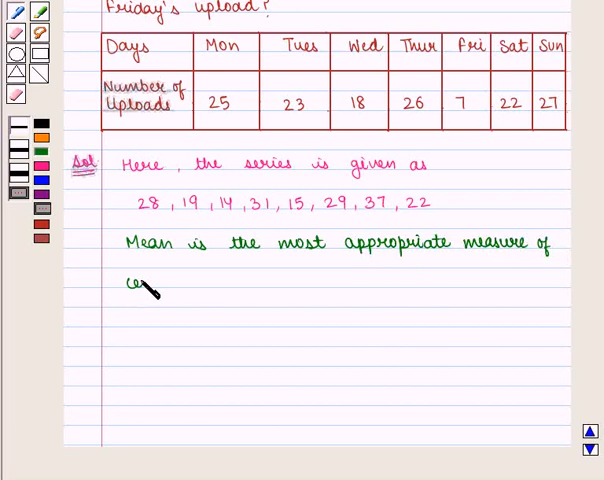 Friday's upload?
Days Mon Tues Wed Thur Fri Sat Sun
Number of Uploads 25 23 18 26 7 22 27
Sol Here, the series is given as
28, 19, 14, 31, 15, 29, 37, 22
Mean is the most appropriate measure of
ce